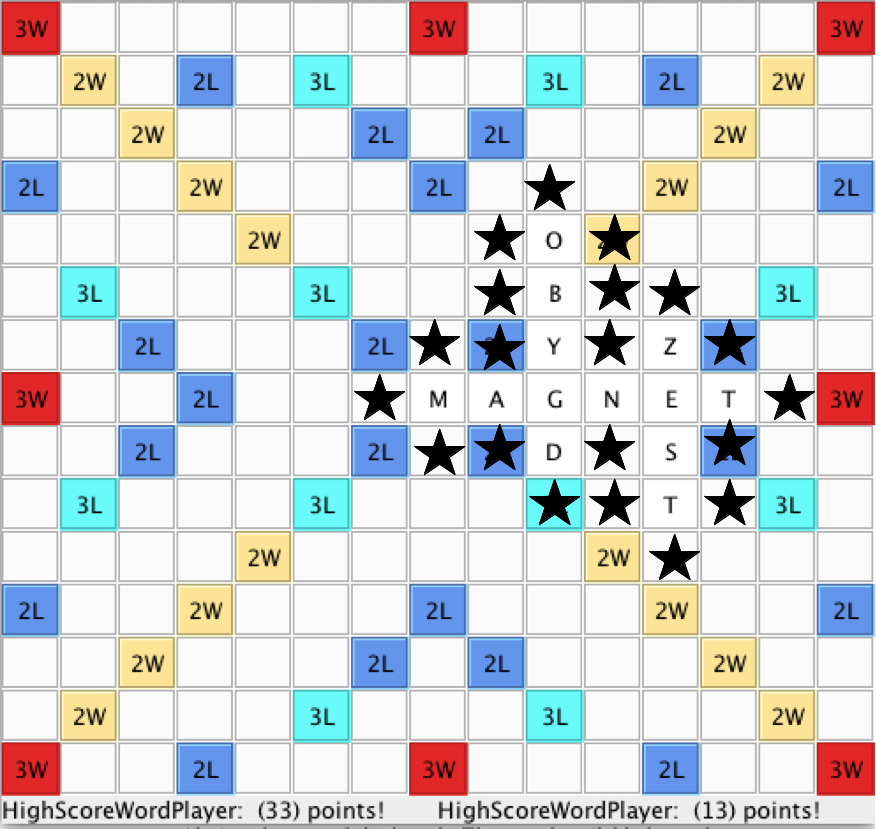 3W 3W 3W
2W 2L 3L 3L 2L 2W
2W 2L 2L 2W
2L 2W 2L 2W 2L
2W O
3L 3L B 3L
2L 2L Y Z
3W 2L M A G N E T 3W
2L 2L D S
3L 3L T 3L
2W 2W
2L 2W 2L 2W 2L
2W 2L 2L 2W
2W 3L 3L 2W
3W 2L 3W 2L 3W
HighScoreWordPlayer: (33) points! HighScoreWordPlayer: (13) points!